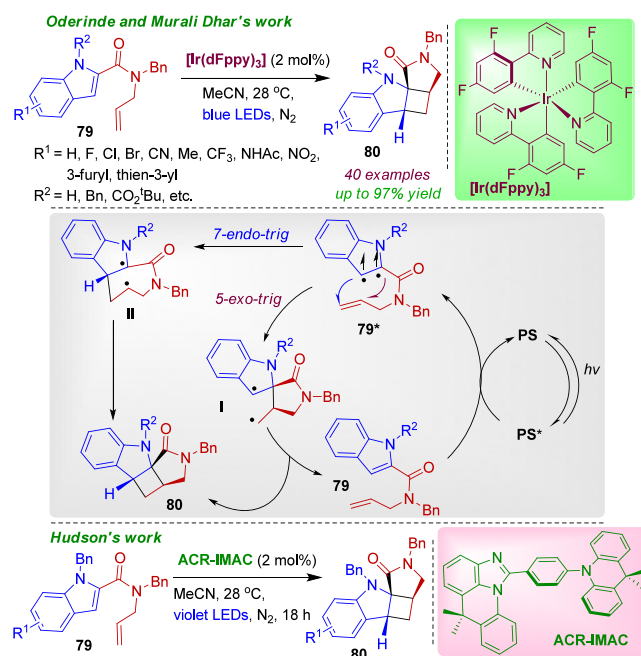 Oderinde and Murali Dhar's work
R¹
N
R²
O
N
Bn
79
[Ir(dFppy)₃] (2 mol%)
MeCN, 28 °C,
blue LEDs, N₂
R² O Bn
N N
R¹
H
80
R¹ = H, F, Cl, Br, CN, Me, CF₃, NHAc, NO₂,
3-furyl, thien-3-yl
R² = H, Bn, CO₂ᵗBu, etc.
40 examples
up to 97% yield
F
F
N
Ir
N
N
F
F
F
F
[Ir(dFppy)₃]
R²
N
O
H
N
Bn
II
7-endo-trig
R²
N
O
N
Bn
79*
5-exo-trig
R²
N
O
N
Bn
I
PS
hν
PS*
R²
N
O
N
Bn
H
80
R²
N
O
N
Bn
79
Hudson's work
Bn
N
O
Bn
N
R¹
79
ACR-IMAC (2 mol%)
MeCN, 28 °C,
violet LEDs, N₂, 18 h
Bn
O
N
Bn
N
R¹
H
80
N
N
N
ACR-IMAC